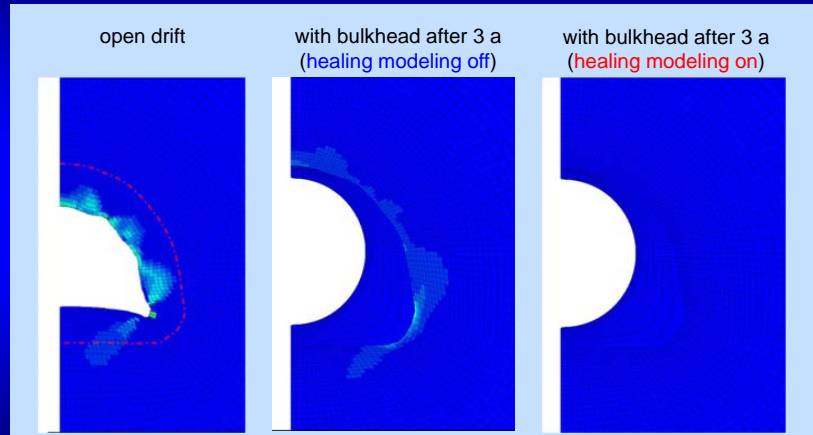 open drift
with bulkhead after 3 a
(healing modeling off)
with bulkhead after 3 a
(healing modeling on)